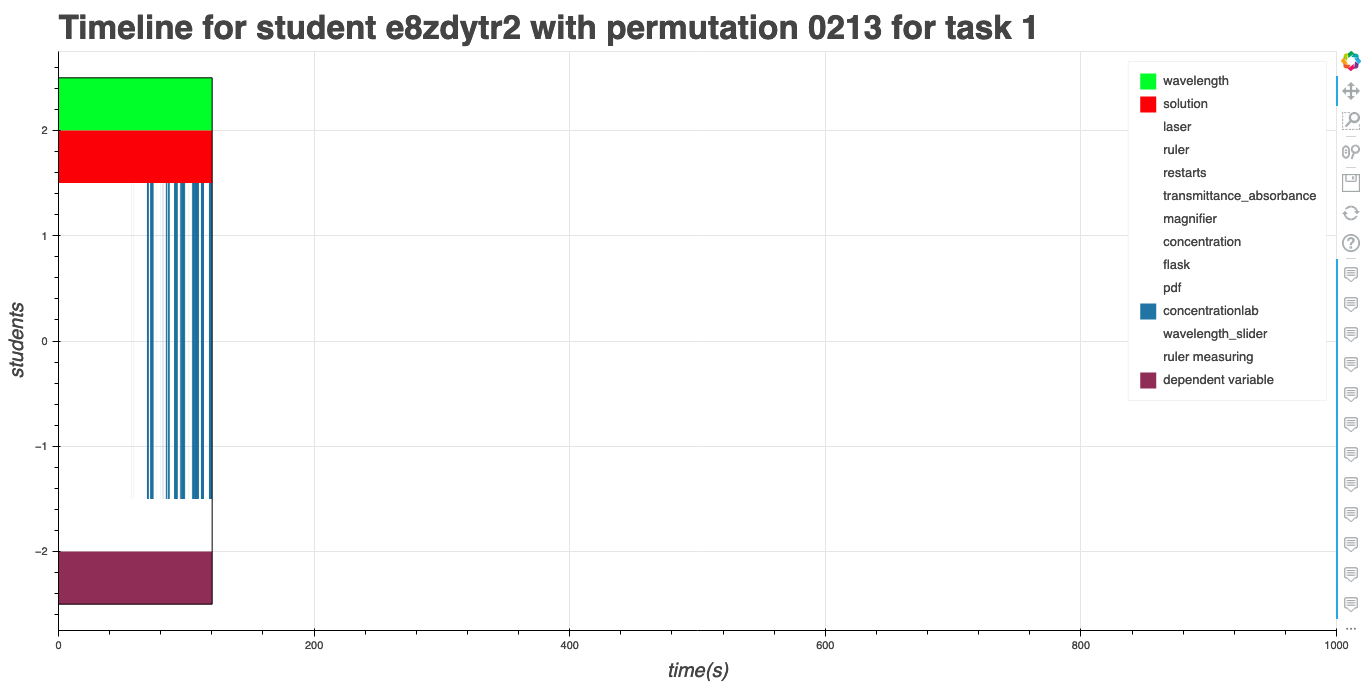 Timeline for student e8zdytr2 with permutation 0213 for task 1
wavelength
solution
laser
ruler
restarts
transmittance_absorbance
magnifier
concentration
flask
pdf
concentrationlab
wavelength_slider
ruler measuring
dependent variable
students
2
1
0
−1
−2
0
200
400
600
800
1000
time(s)